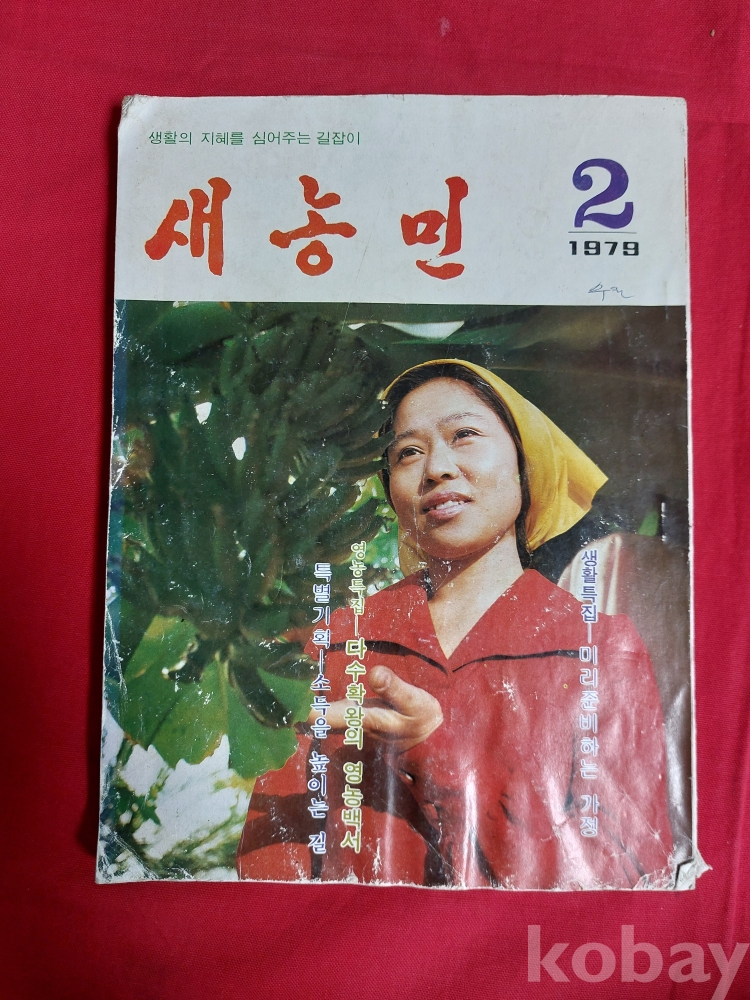 생활의 지혜를 심어주는 길잡이
새농민
2
1979
영농특집—다수확왕의 영농백서
특별기획—소득을 높이는 길
생활특집—미리준비하는 가정
kobay